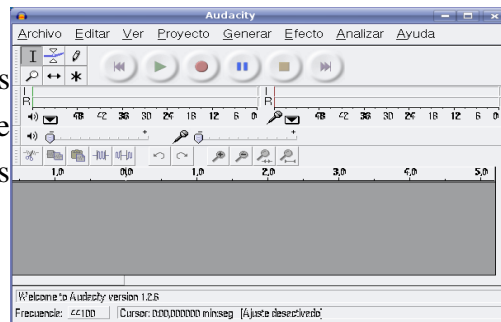 Audacity
Archivo Editar Ver Proyecto Generar Efecto Analizar Ayuda
s
L
R
L
R
48 42 36 30 24 18 12 6 0
48 42 36 30 24 18 12 6 0
e
- +
- +
s
1,0 0,0 1,0 2,0 3,0 4,0 5,0
Welcome to Audacity version 1.2.6
Frecuencia: 44100 Cursor: 0:00,000000 min:seg [Ajuste desactivado]